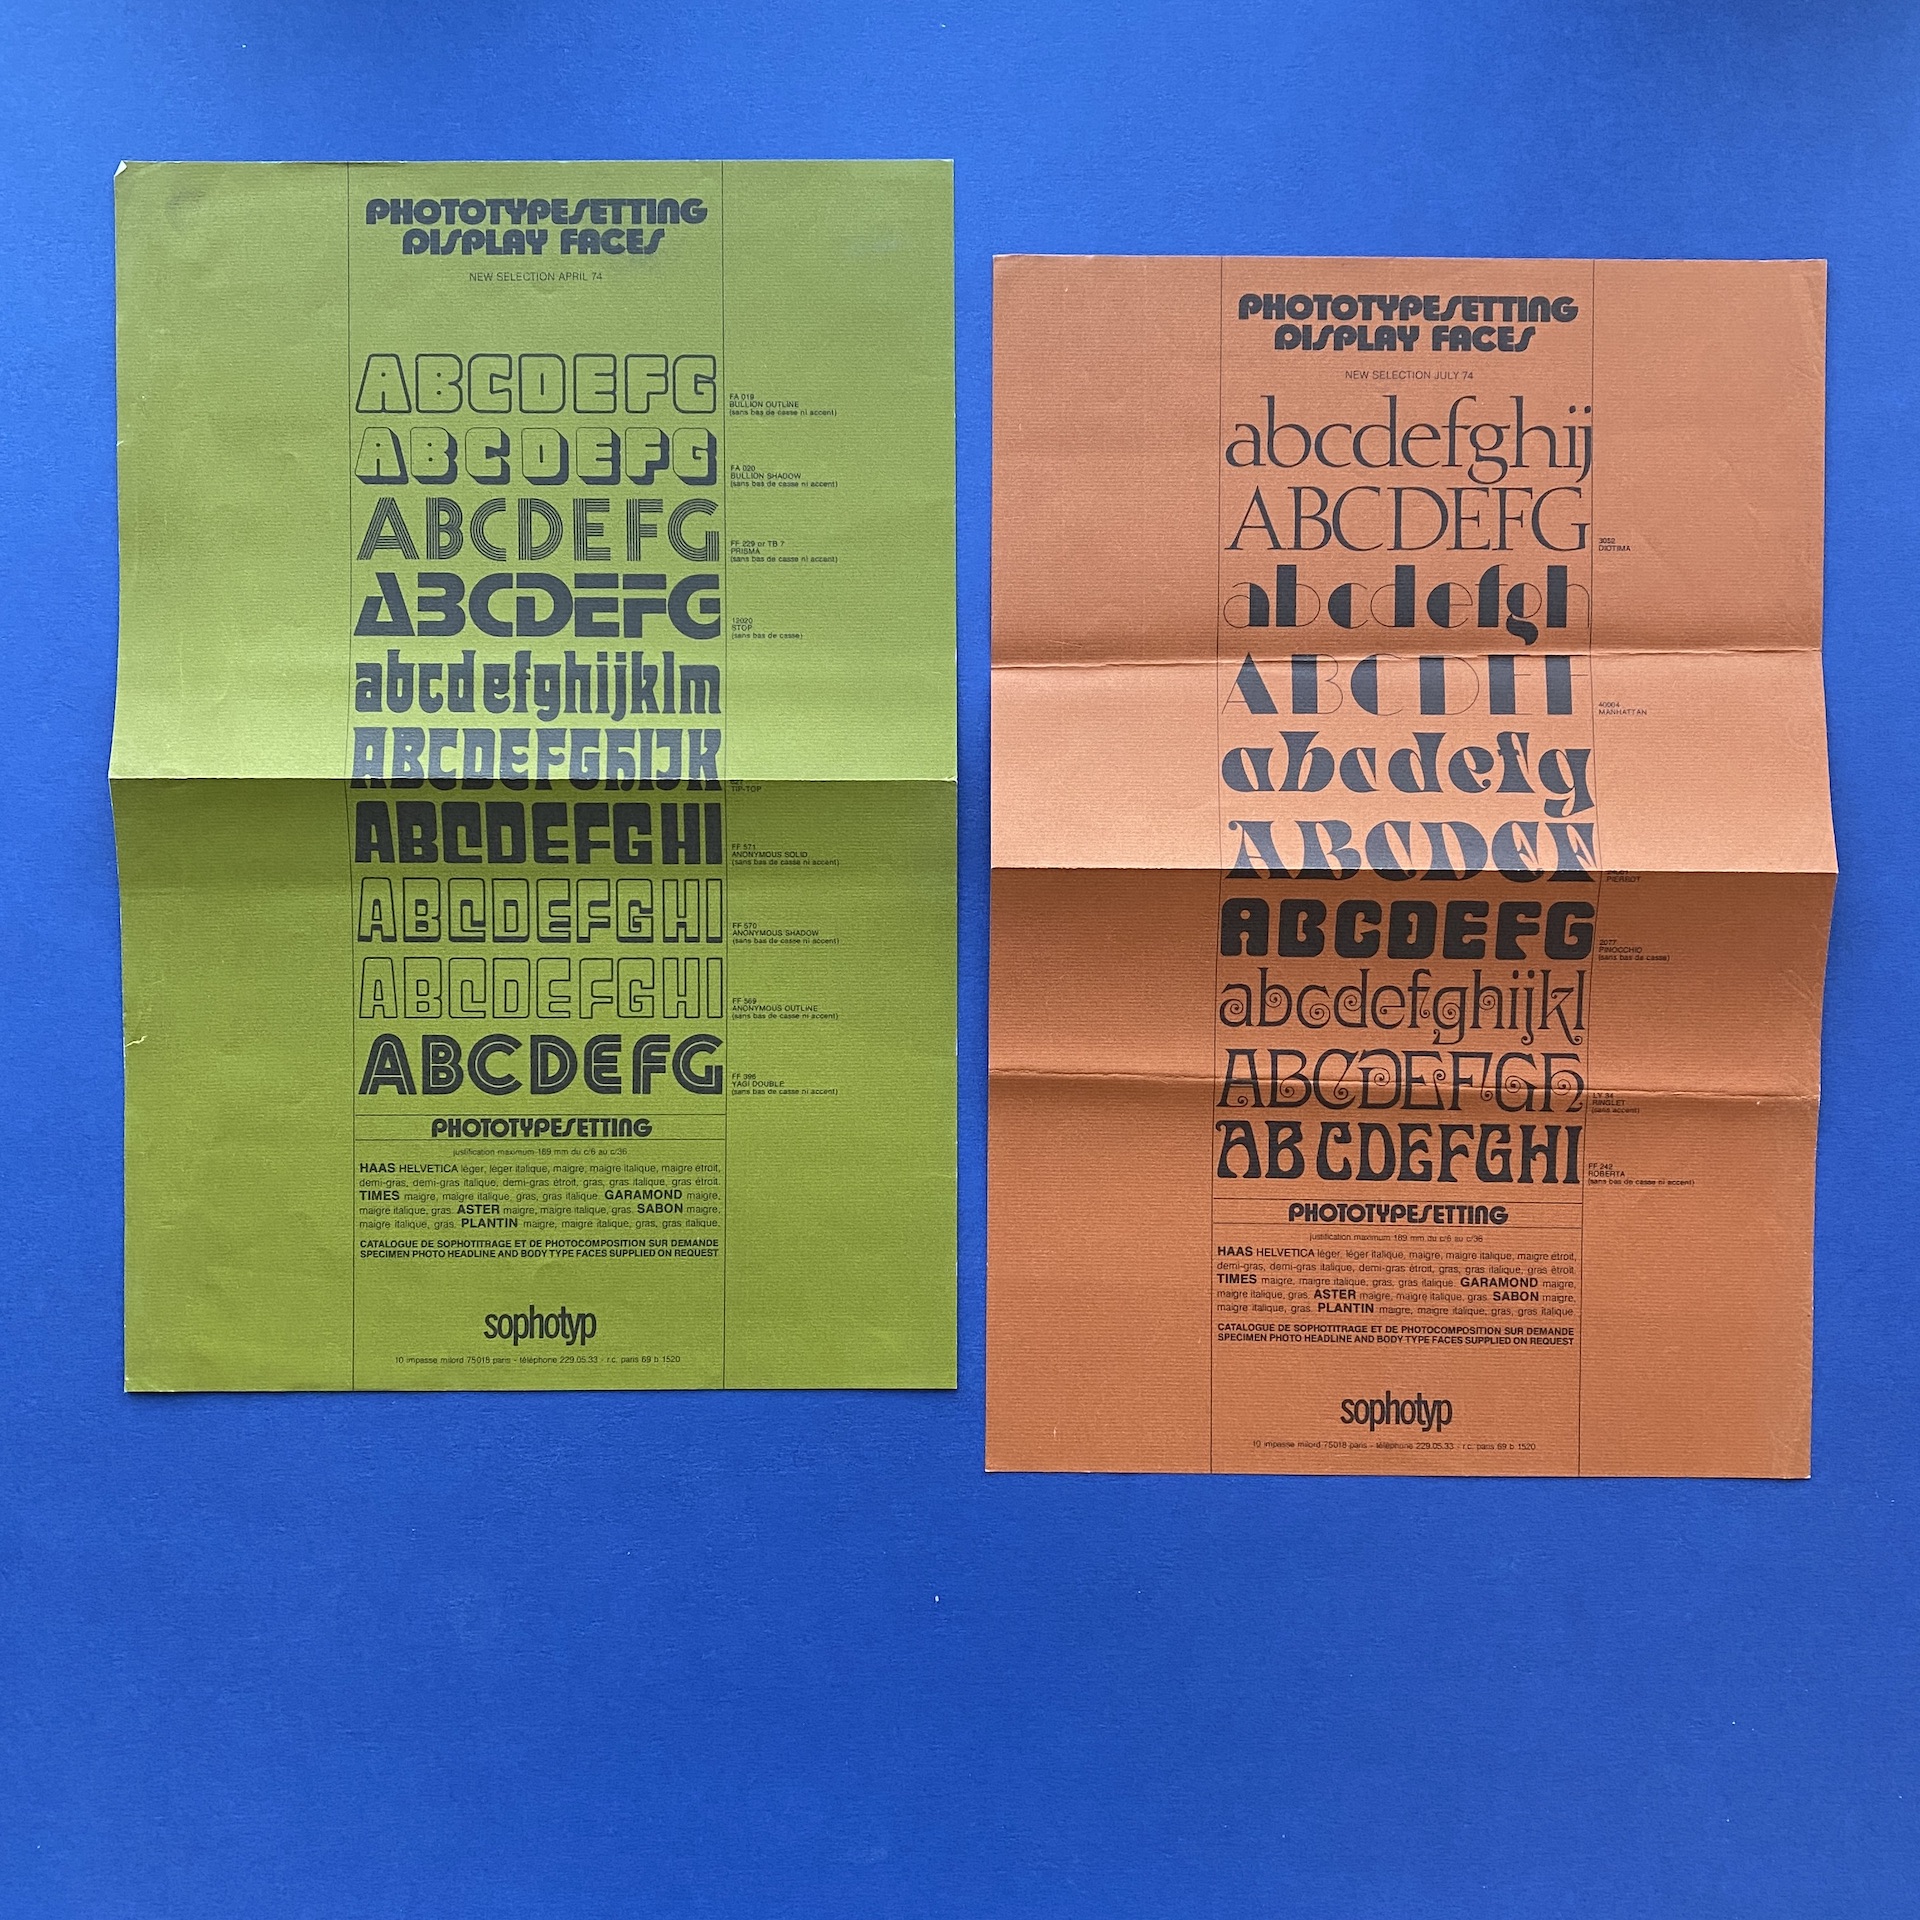 PHOTOTYPESETTING
DISPLAY FACES
NEW SELECTION APRIL 74
ABCDEFG
FA 019
BULLION OUTLINE
(sans bas de casse ni accent)
ABCDEFG
FA 020
BULLION SHADOW
(sans bas de casse ni accent)
ABCDEFG
FF 229 or TB 7
PRISMA
(sans bas de casse ni accent)
ABCDEFG
12020
STOP
(sans bas de casse)
abcdefghijklm
ABCDEFGhIJK
TIP-TOP
ABCDEFGHI
FF 571
ANONYMOUS SOLID
(sans bas de casse ni accent)
ABCDEFGHI
FF 570
ANONYMOUS SHADOW
(sans bas de casse ni accent)
ABCDEFGHI
FF 569
ANONYMOUS OUTLINE
(sans bas de casse ni accent)
ABCDEFG
FF 396
YAGI DOUBLE
(sans bas de casse ni accent)
PHOTOTYPESETTING
justification maximum 189 mm du c/6 au c/36
HAAS HELVETICA léger, léger italique, maigre, maigre italique, maigre étroit,
demi-gras, demi-gras italique, demi-gras étroit, gras, gras italique, gras étroit.
TIMES maigre, maigre italique, gras, gras italique. GARAMOND maigre,
maigre italique, gras. ASTER maigre, maigre italique, gras. SABON maigre,
maigre italique, gras. PLANTIN maigre, maigre italique, gras, gras italique.
CATALOGUE DE SOPHOTITRAGE ET DE PHOTOCOMPOSITION SUR DEMANDE
SPECIMEN PHOTO HEADLINE AND BODY TYPE FACES SUPPLIED ON REQUEST
sophotyp
10 impasse milord 75018 paris - téléphone 229.05.33 - r.c. paris 69 b 1520
PHOTOTYPESETTING
DISPLAY FACES
NEW SELECTION JULY 74
abcdefghij
ABCDEFG
3052
DIOTIMA
abcdefgh
ABCDEF
40004
MANHATTAN
abcdefg
ABCDEF
PIERROT
ABCDEFG
2077
PINOCCHIO
(sans bas de casse)
abcdefghijkl
ABCDEFGh
LY 34
RINGLET
(sans accent)
ABCDEFGHI
FF 242
ROBERTA
(sans bas de casse ni accent)
PHOTOTYPESETTING
justification maximum 189 mm du c/6 au c/36
HAAS HELVETICA léger, léger italique, maigre, maigre italique, maigre étroit,
demi-gras, demi-gras italique, demi-gras étroit, gras, gras italique, gras étroit.
TIMES maigre, maigre italique, gras, gras italique. GARAMOND maigre,
maigre italique, gras. ASTER maigre, maigre italique, gras. SABON maigre,
maigre italique, gras. PLANTIN maigre, maigre italique, gras, gras italique.
CATALOGUE DE SOPHOTITRAGE ET DE PHOTOCOMPOSITION SUR DEMANDE
SPECIMEN PHOTO HEADLINE AND BODY TYPE FACES SUPPLIED ON REQUEST
sophotyp
10 impasse milord 75018 paris - téléphone 229.05.33 - r.c. paris 69 b 1520